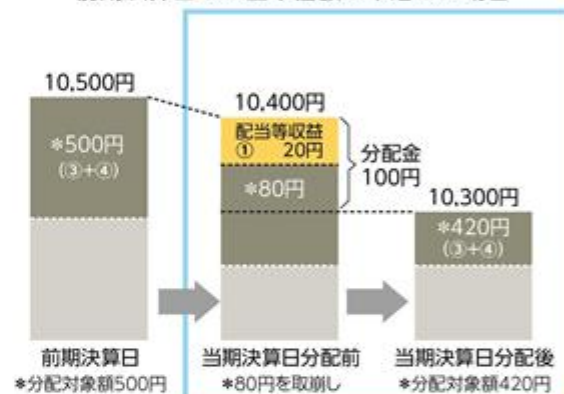 10,500円
*500円
(③+④)
前期決算日
*分配対象額500円
10,400円
配当等収益
① 20円
*80円
分配金
100円
当期決算日分配前
*80円を取崩し
10,300円
*420円
(③+④)
当期決算日分配後
*分配対象額420円